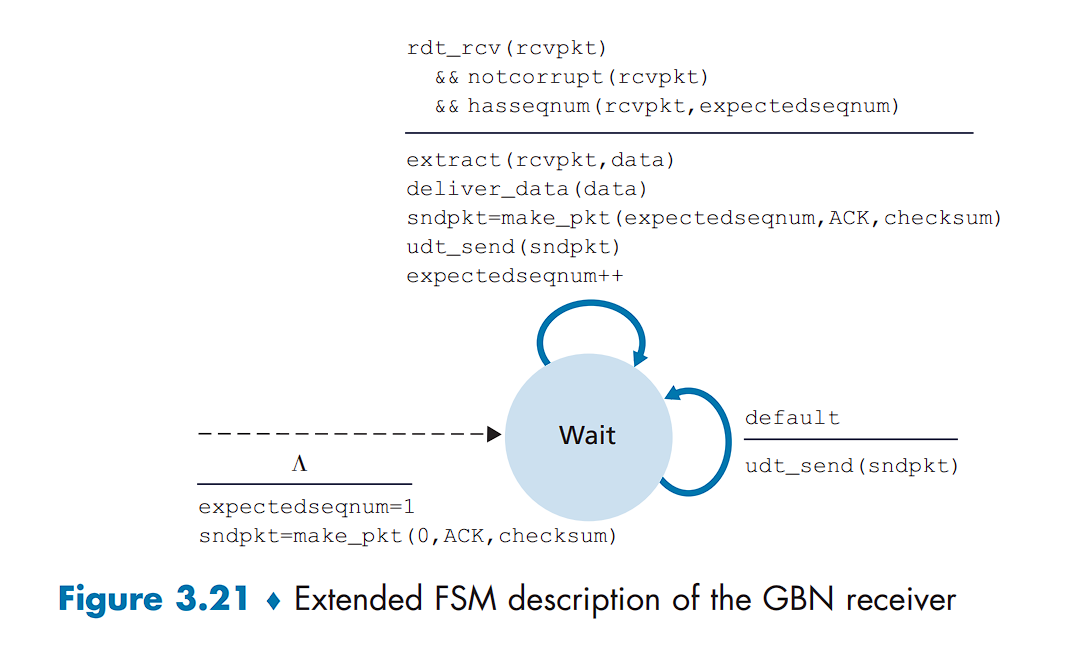 rdt_rcv(rcvpkt)
&& notcorrupt(rcvpkt)
&& hasseqnum(rcvpkt,expectedseqnum)
extract(rcvpkt,data)
deliver_data(data)
sndpkt=make_pkt(expectedseqnum,ACK,checksum)
udt_send(sndpkt)
expectedseqnum++
Wait
default
udt_send(sndpkt)
Λ
expectedseqnum=1
sndpkt=make_pkt(0,ACK,checksum)
Figure 3.21 ♦ Extended FSM description of the GBN receiver